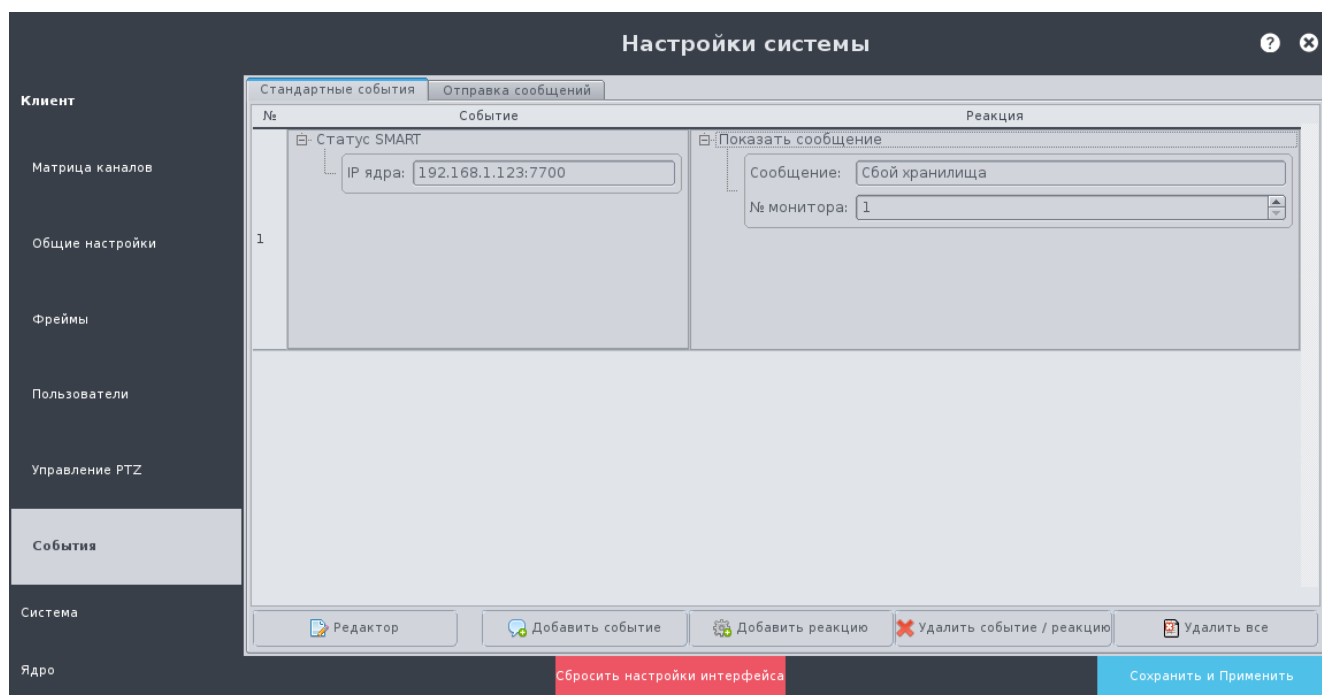 Настройки системы
Клиент
Матрица каналов
Общие настройки
Фреймы
Пользователи
Управление PTZ
События
Система
Ядро
Стандартные события
Отправка сообщений
№ Событие Реакция
1
Статус SMART
IP ядра: 192.168.1.123:7700
Показать сообщение
Сообщение: Сбой хранилища
№ монитора: 1
Редактор
Добавить событие
Добавить реакцию
Удалить событие / реакцию
Удалить все
Сбросить настройки интерфейса
Сохранить и Применить